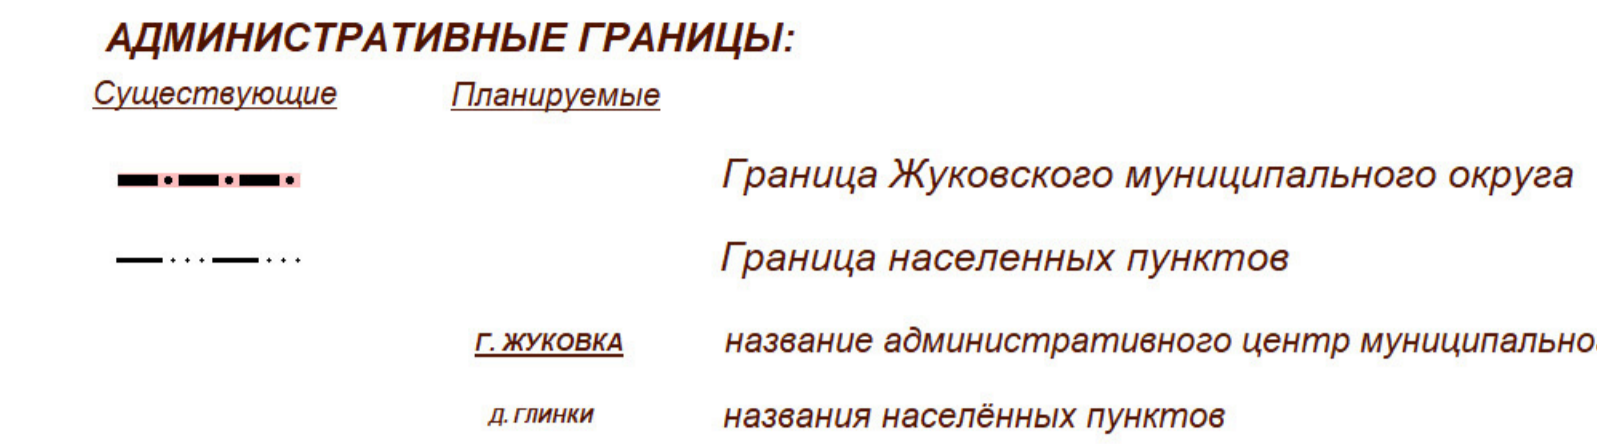 АДМИНИСТРАТИВНЫЕ ГРАНИЦЫ:
Существующие Планируемые
Граница Жуковского муниципального округа
Граница населенных пунктов
Г. ЖУКОВКА название административного центр
Д. ГЛИНКИ названия населённых пунктов